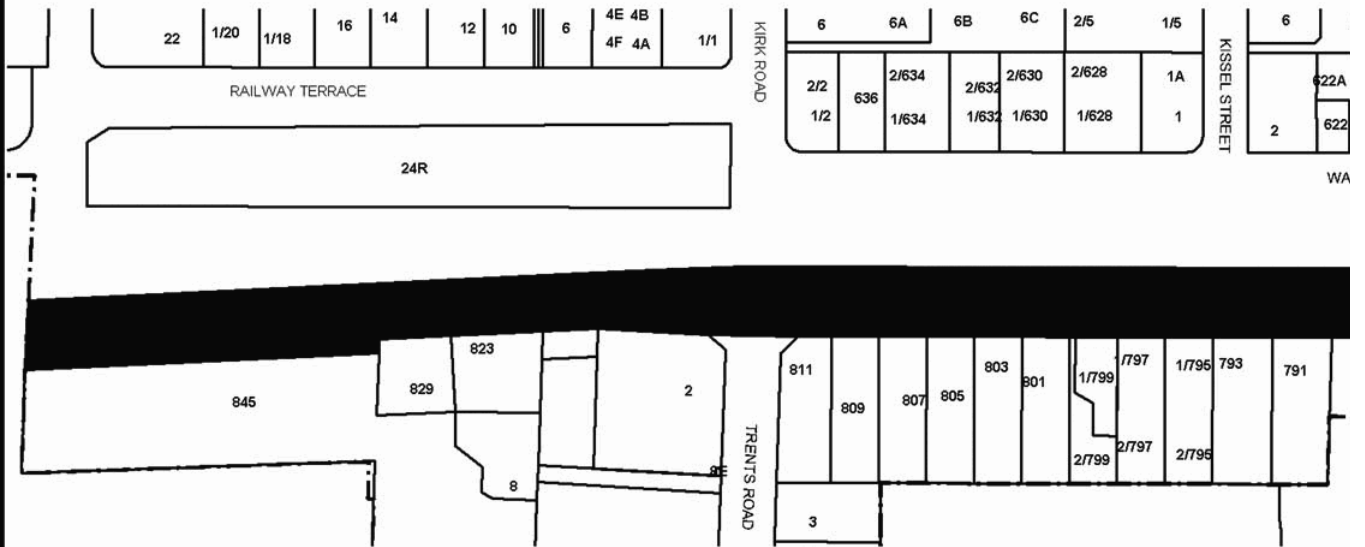 22 1/20 1/18 16 14 12 10 6 4E 4B
4F 4A 1/1
RAILWAY TERRACE
24R
KIRK ROAD
6 6A 6B 6C 2/5 1/5
2/2 636 2/634 2/632 2/630 2/628 1A
1/2 1/634 1/632 1/630 1/628 1
KISSEL STREET
6
622A
2 622
WA
845 829 823
8
2
TRENTS ROAD
811 809 807 805 803 801 1/799 /797 1/795 793 791
2/799 2/797 2/795
3